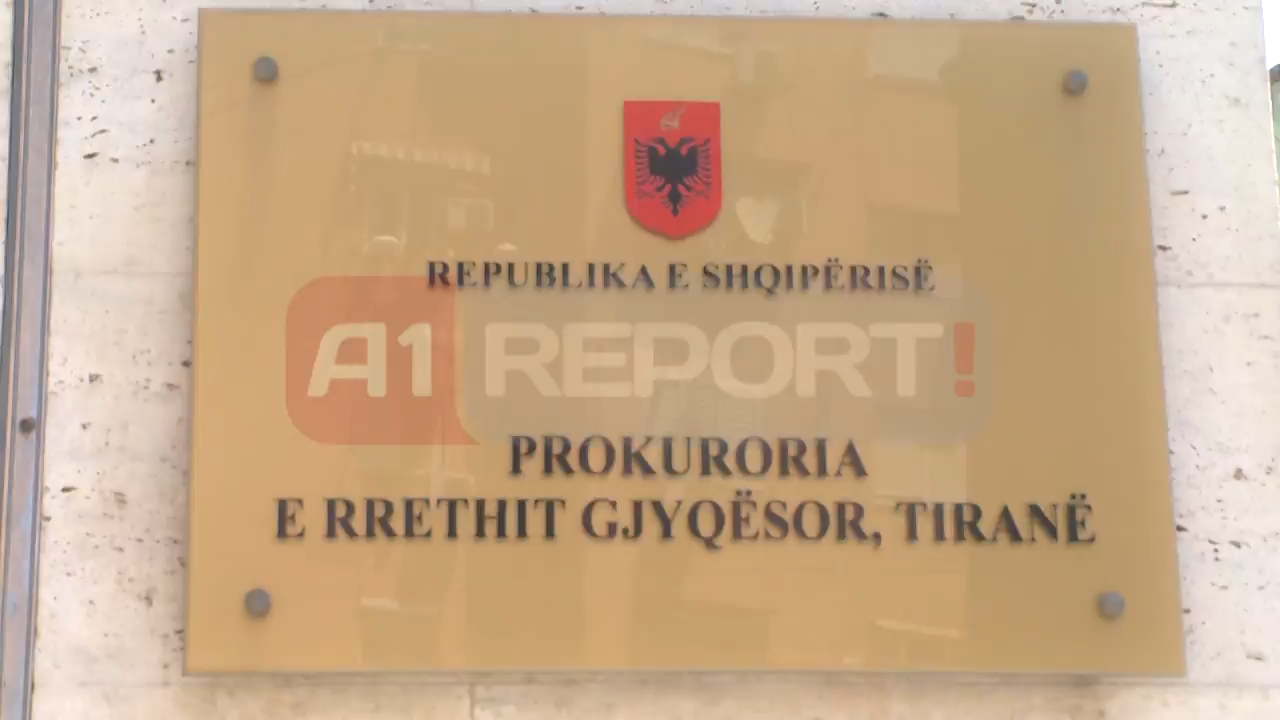 REPUBLIKA E SHQIPËRISË
A1 REPORT!
PROKURORIA
E RRETHIT GJYQËSOR, TIRANË